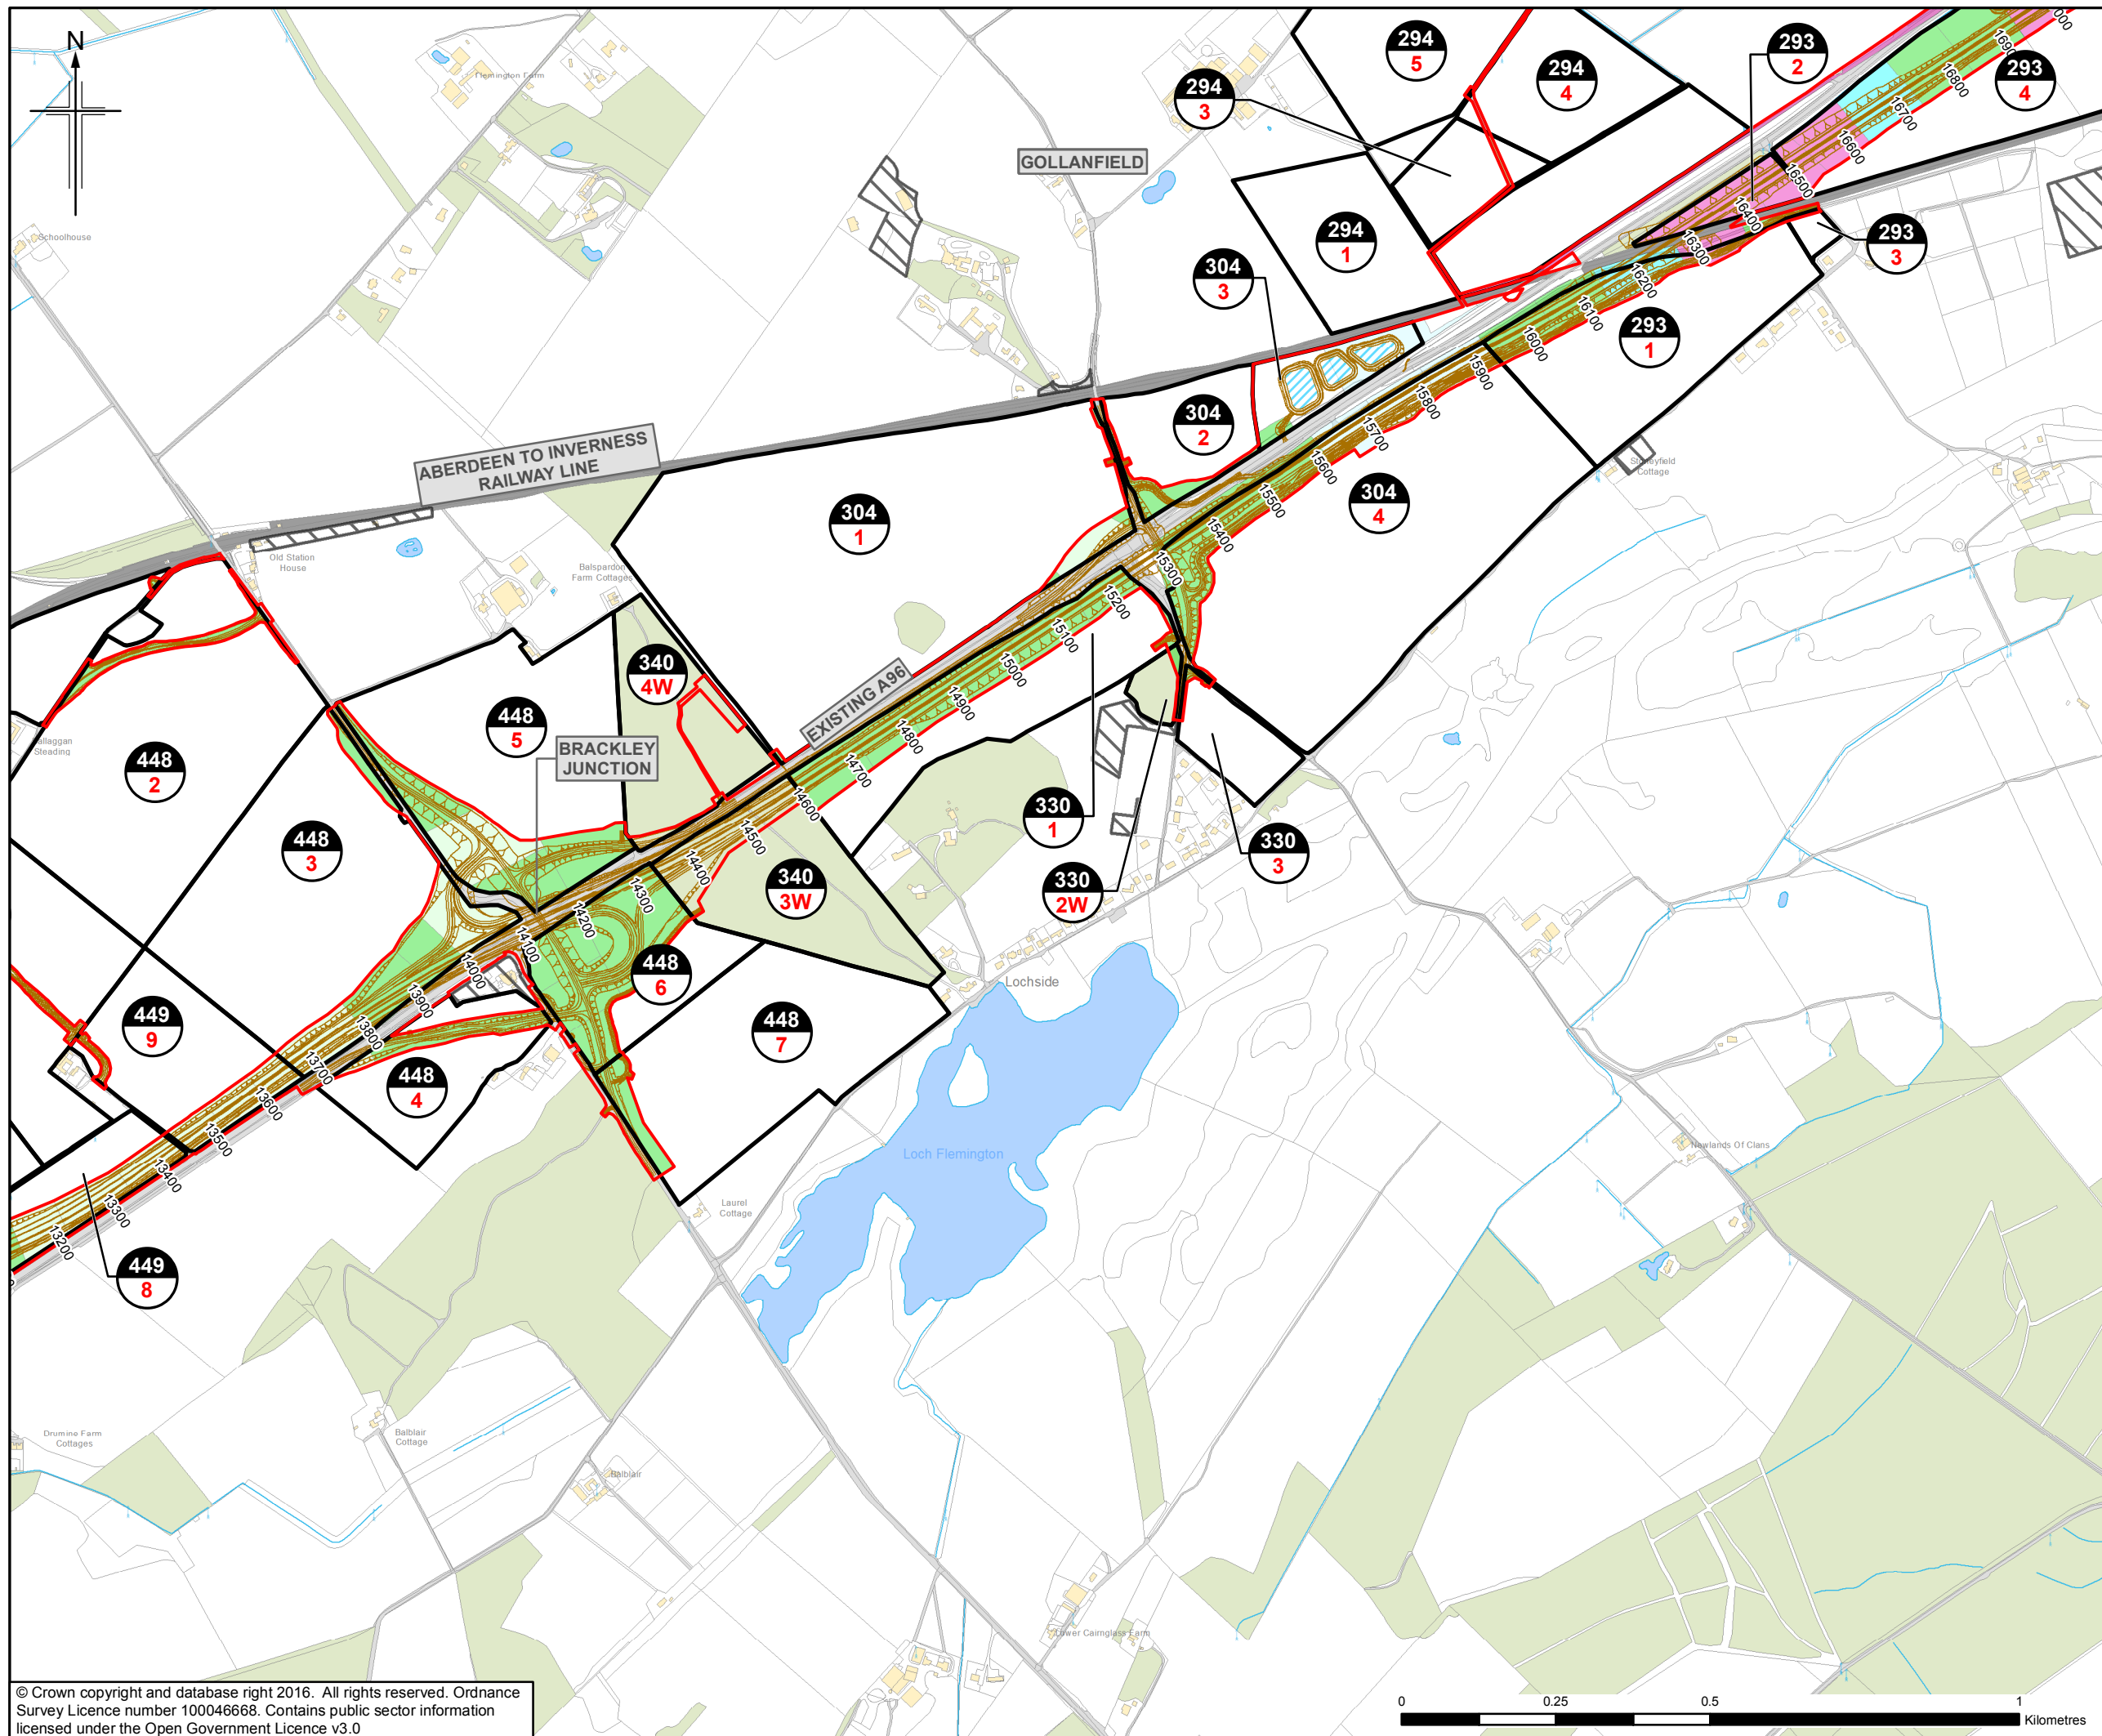 N
Flemington Farm
Schoolhouse
GOLLANFIELD
294
5
294
4
294
3
293
2
293
4
294
1
304
3
293
3
293
1
304
2
304
4
304
1
ABERDEEN TO INVERNESS
RAILWAY LINE
Old Station
House
Balspardon
Farm Cottages
Stoneyfield
Cottage
340
4W
448
5
BRACKLEY
JUNCTION
EXISTING A96
Steading
448
2
448
3
330
1
330
2W
330
3
340
3W
448
6
448
7
449
9
448
4
449
8
Lochside
Loch Flemington
Newlands Of Clans
Laurel
Cottage
Drumine Farm
Cottages
Balblair
Cottage
Balblair
Lower Cairnglass Farm
13200
13300
13400
13500
13600
13700
13800
13900
14000
14100
14200
14300
14400
14500
14600
14700
14800
14900
15000
15100
15200
15300
15400
15500
15600
15700
15800
15900
16000
16100
16200
16300
16400
16500
16600
16700
16800
© Crown copyright and database right 2016. All rights reserved. Ordnance
Survey Licence number 100046668. Contains public sector information
licensed under the Open Government Licence v3.0
0 0.25 0.5 1
Kilometres